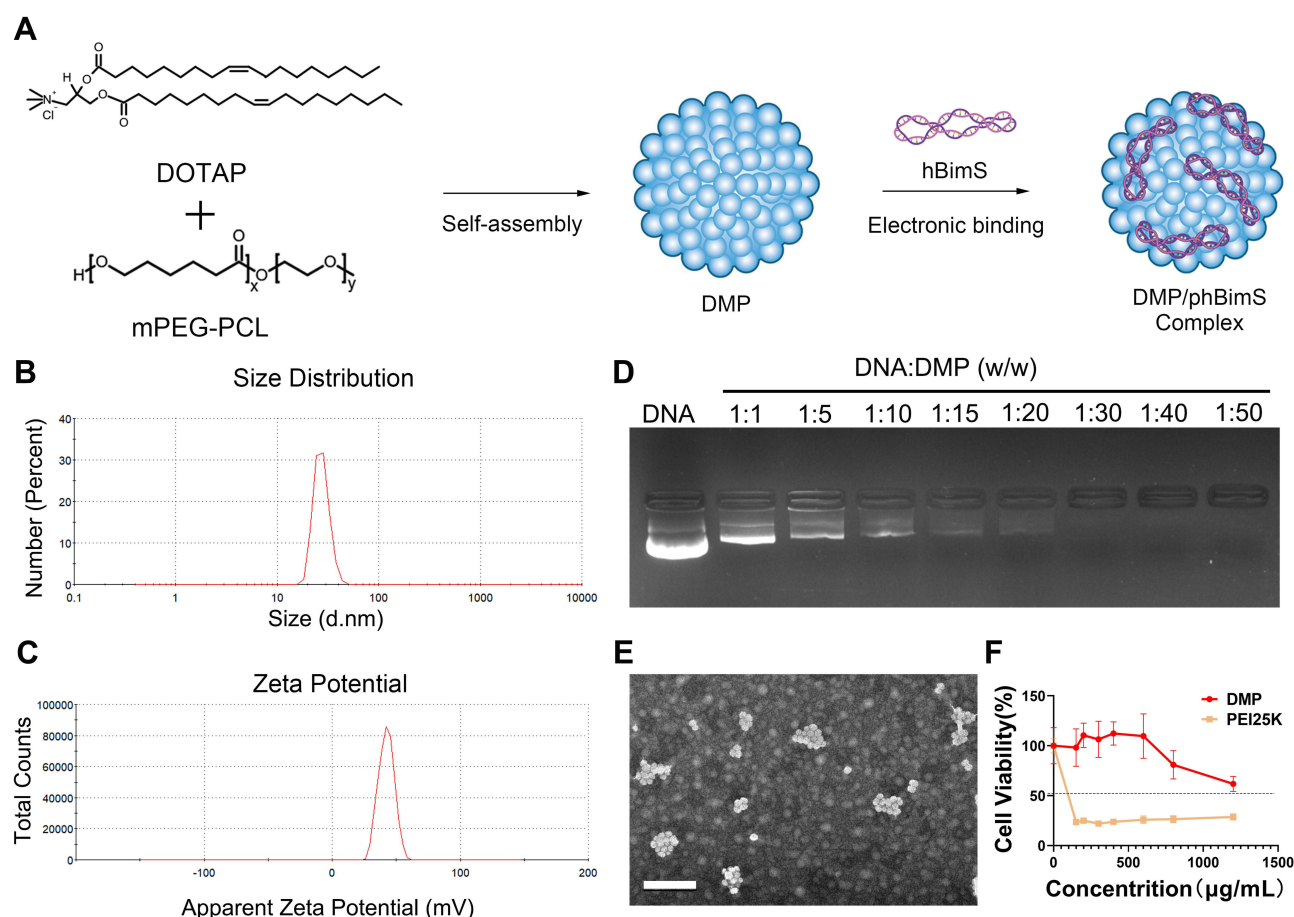 A
O
O
H
N
+
Cl
-
O
O
DOTAP
+
H
O
O
x
O
O
y
mPEG-PCL
Self-assembly
DMP
hBimS
Electronic binding
DMP/phBimS
Complex
B
Size Distribution
Number (Percent)
40
30
20
10
0
0.1 1 10 100 1000 10000
Size (d.nm)
C
Zeta Potential
Total Counts
100000
80000
60000
40000
20000
0
-100 0 100 200
Apparent Zeta Potential (mV)
D
DNA:DMP (w/w)
DNA 1:1 1:5 1:10 1:15 1:20 1:30 1:40 1:50
E
F
Cell Viability(%)
150
100
50
0
0 500 1000 1500
Concentrition (µg/mL)
DMP
PEI25K